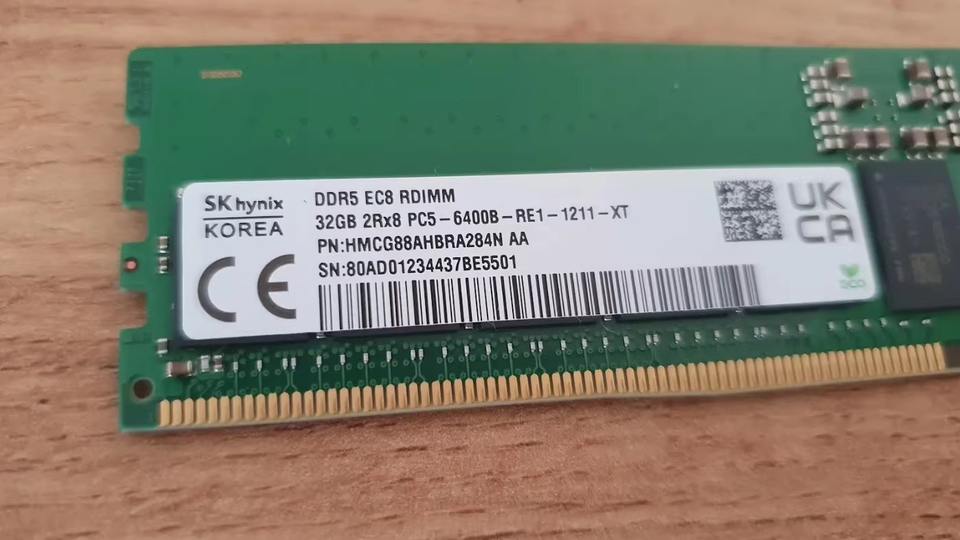 SK hynix
KOREA
DDR5 EC8 RDIMM
32GB 2Rx8 PC5-6400B-RE1-1211-XT
PN:HMCG88AHBRA284N AA
SN:80AD01234437BE5501
CE
UK
CA
eco